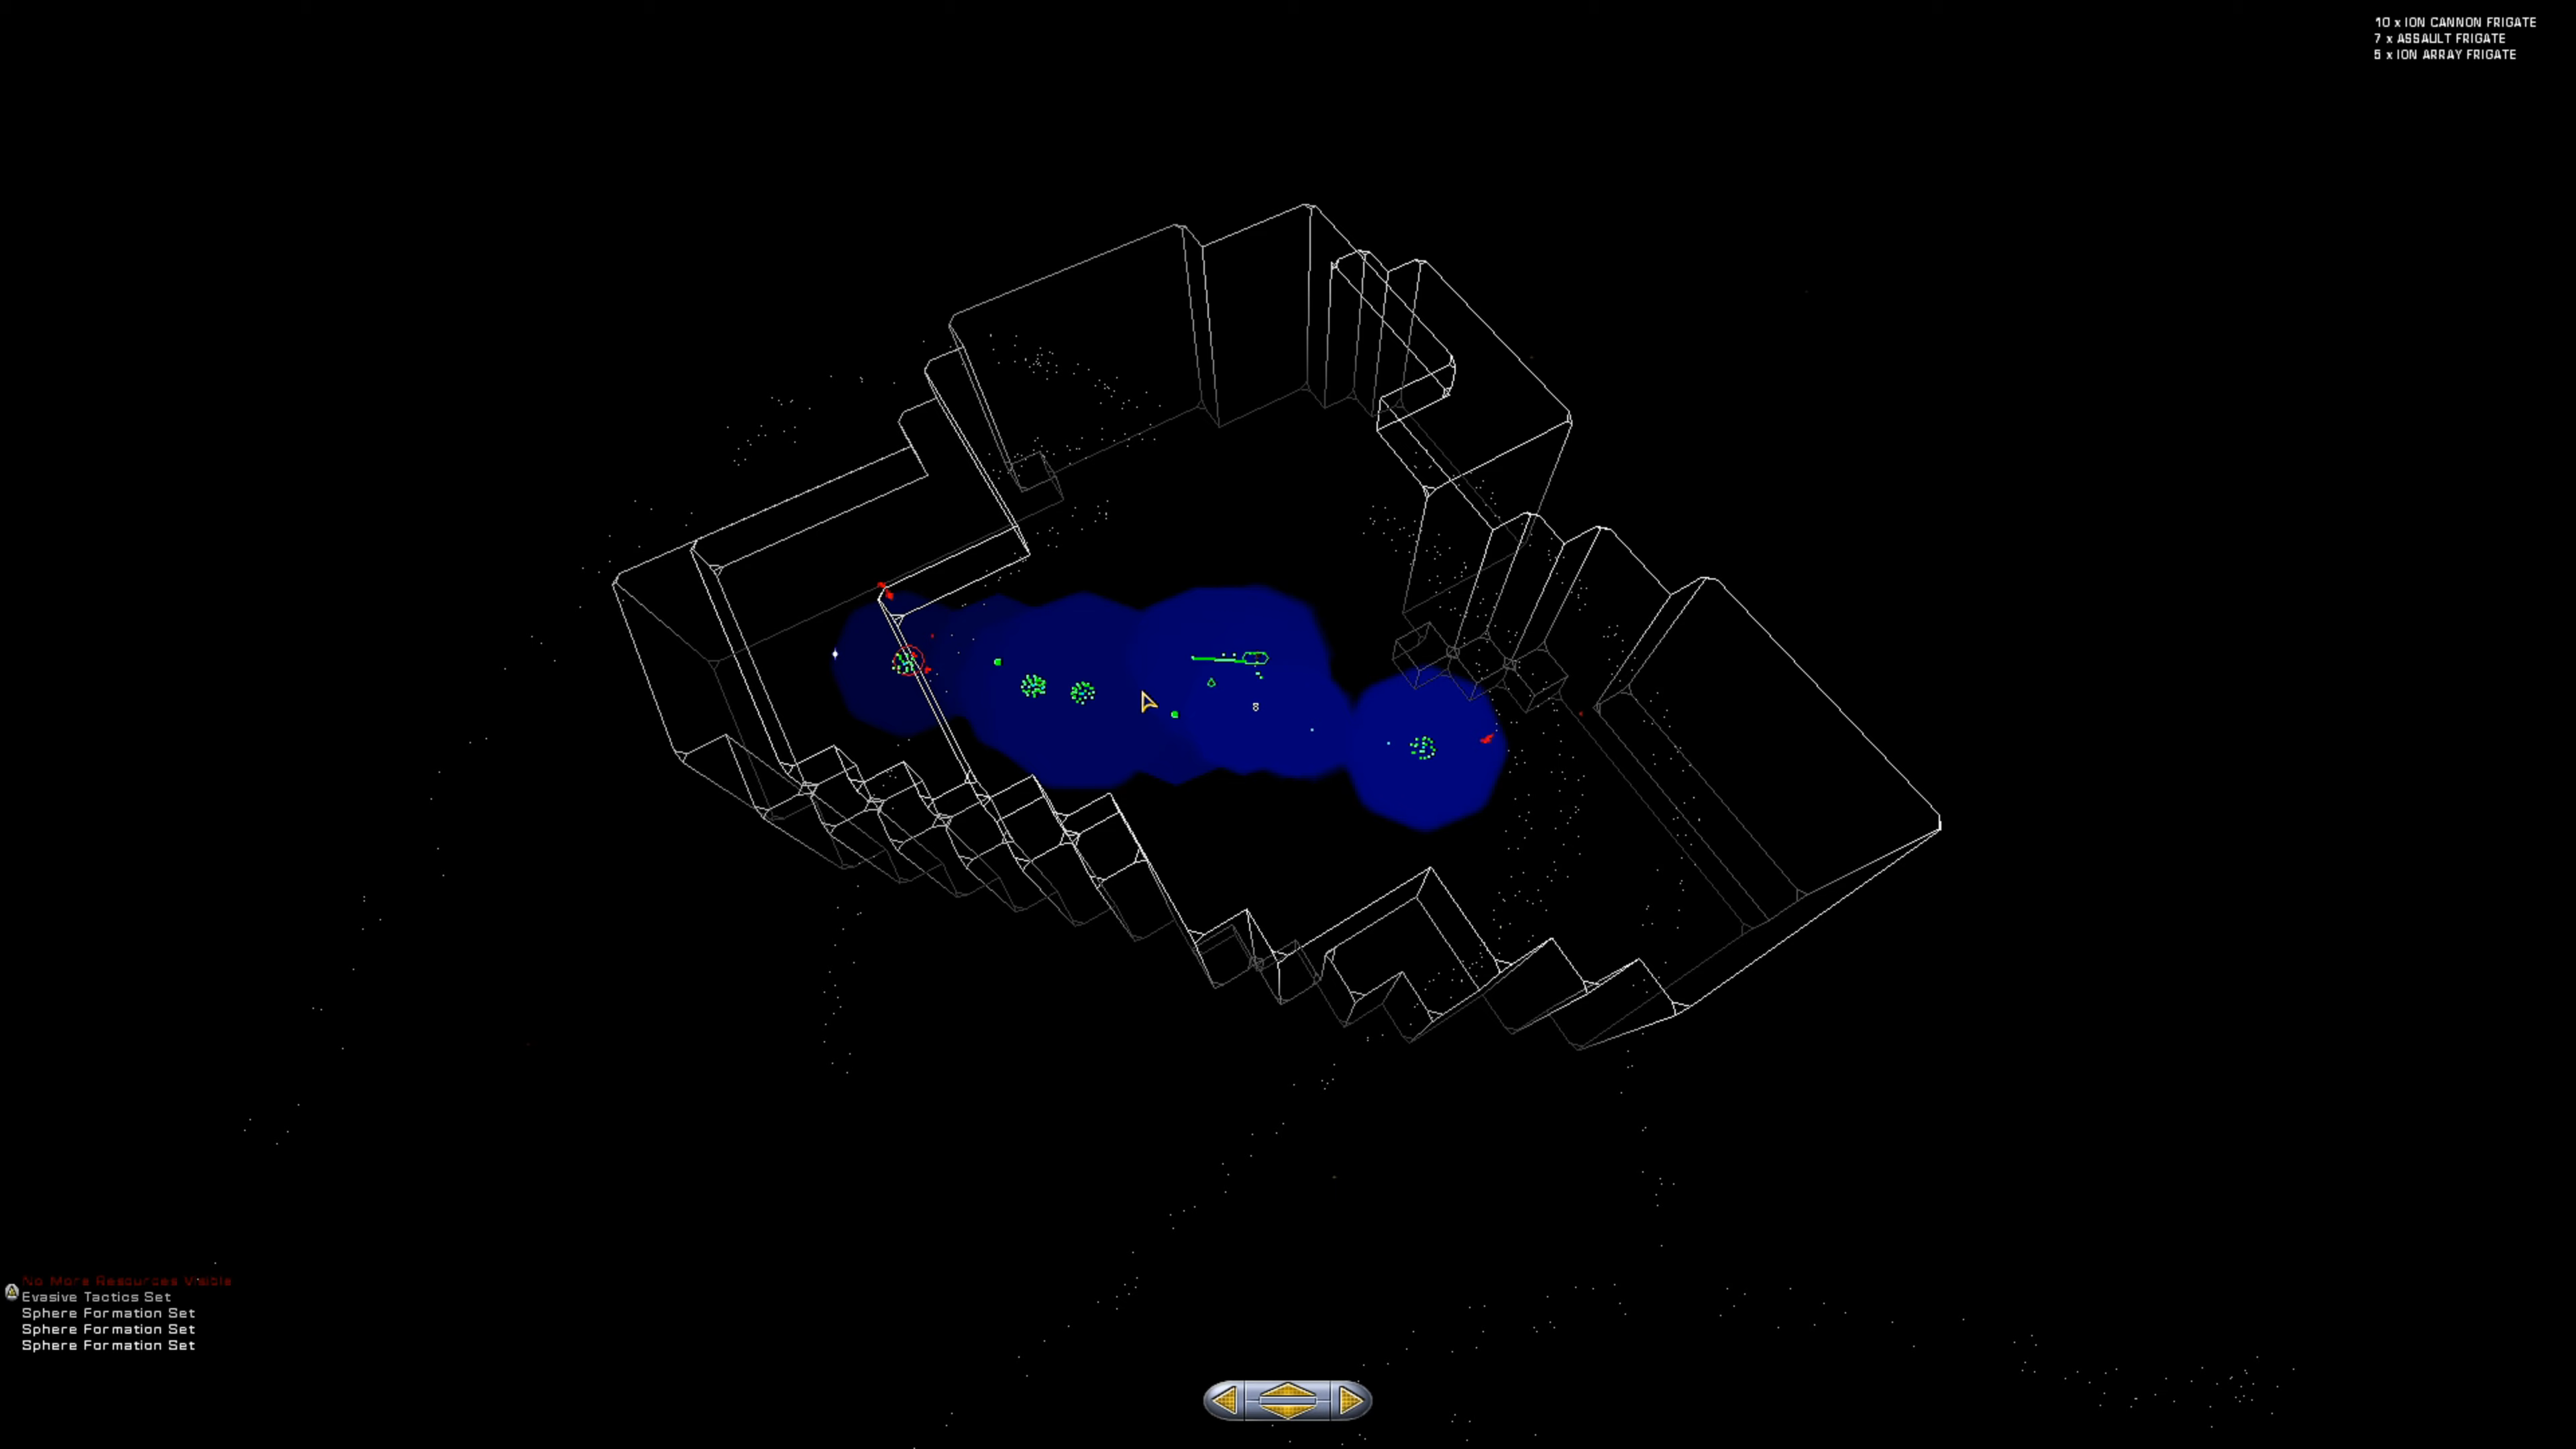 10 x ION CANNON FRIGATE
7 x ASSAULT FRIGATE
5 x ION ARRAY FRIGATE
8
No More Resources Visible
Evasive Tactics Set
Sphere Formation Set
Sphere Formation Set
Sphere Formation Set